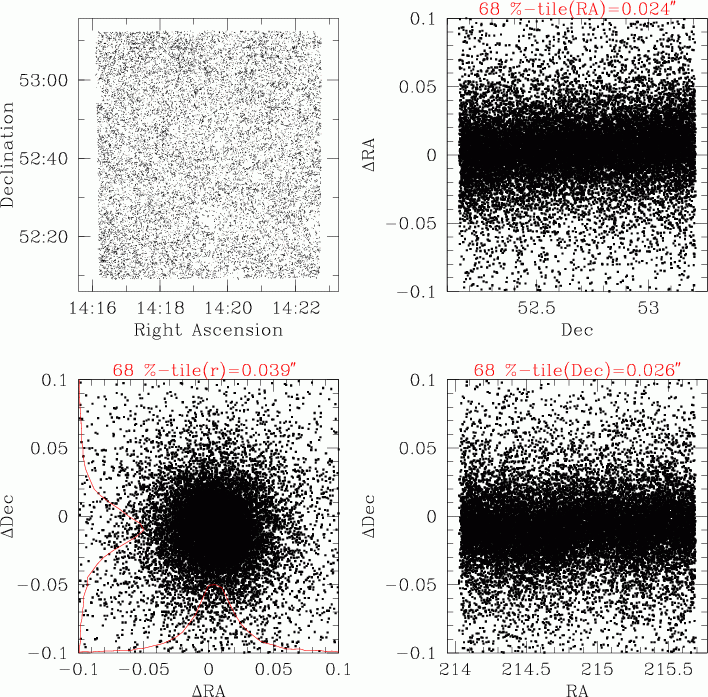 68 %-tile(RA)=0.024″
53:00
52:40
52:20
Declination
14:16 14:18 14:20 14:22
Right Ascension
0.1
0.05
0
−0.05
−0.1
ΔRA
52.5 53
Dec
68 %-tile(r)=0.039″
0.1
0.05
0
−0.05
−0.1
ΔDec
−0.1 −0.05 0 0.05 0.1
ΔRA
68 %-tile(Dec)=0.026″
0.1
0.05
0
−0.05
−0.1
ΔDec
214 214.5 215 215.5
RA